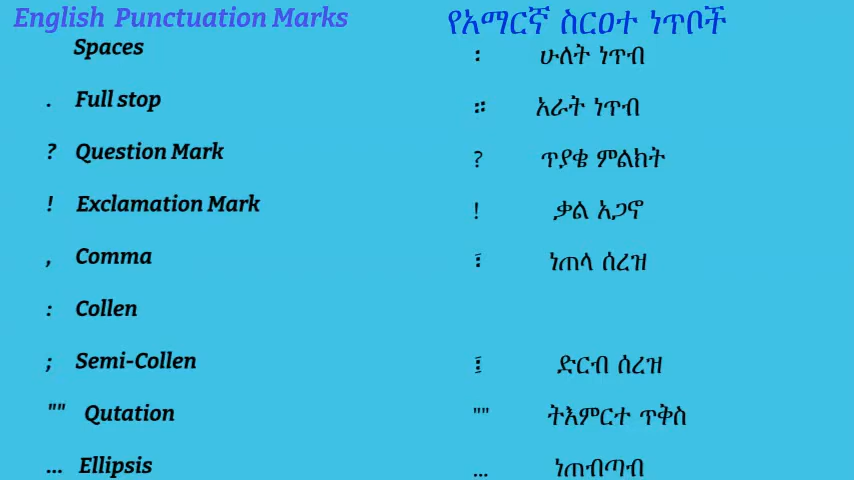 English Punctuation Marks የአማርኛ ስርዐተ ነጥቦች
Spaces ፡ ሁለት ነጥብ
. Full stop ። አራት ነጥብ
? Question Mark ? ጥያቄ ምልክት
! Exclamation Mark ! ቃል አጋኖ
, Comma ፣ ነጠላ ሰረዝ
: Collen
; Semi-Collen ፤ ድርብ ሰረዝ
"" Qutation "" ትእምርተ ጥቅስ
... Ellipsis ... ነጠብጣብ